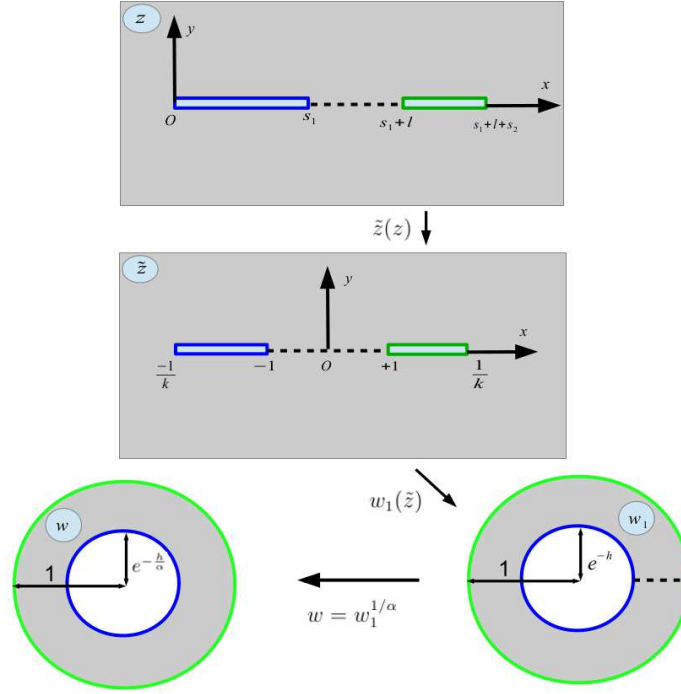 z
y
x
O
s₁
s₁+l
s₁+l+s₂
z̃(z)
z̃
y
x
−1/k
−1
O
+1
1/k
w₁(z̃)
w
w₁
1
e^{−h/α}
1
e^{−h}
w = w₁^{1/α}